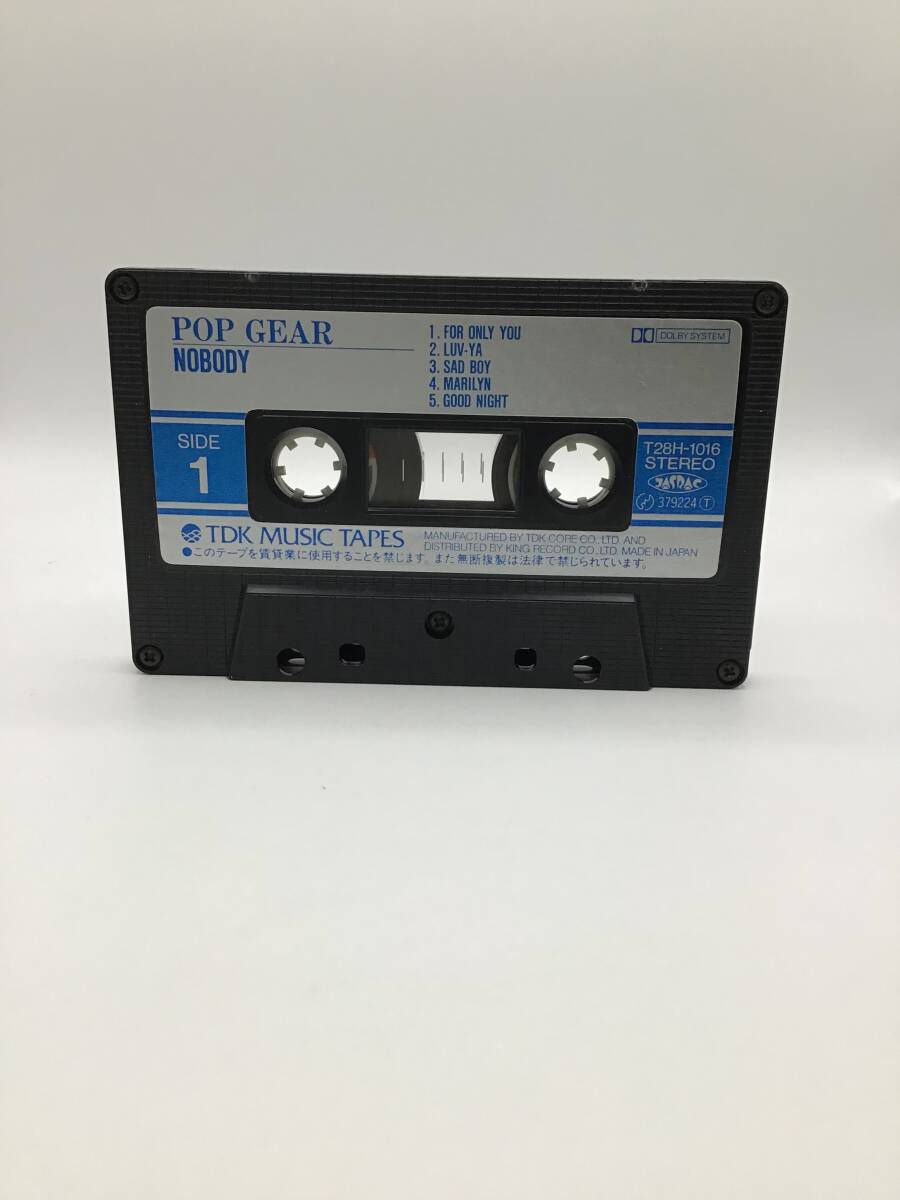 POP GEAR
NOBODY
1. FOR ONLY YOU
2. LUV-YA
3. SAD BOY
4. MARILYN
5. GOOD NIGHT
DOLBY SYSTEM
SIDE
1
T28H-1016
STEREO
JASRAC
379224 T
TDK MUSIC TAPES
MANUFACTURED BY TDK CORE CO., LTD. AND
DISTRIBUTED BY KING RECORD CO., LTD. MADE IN JAPAN
●このテープを賃貸業に使用することを禁じます。また無断複製は法律で禁じられています。